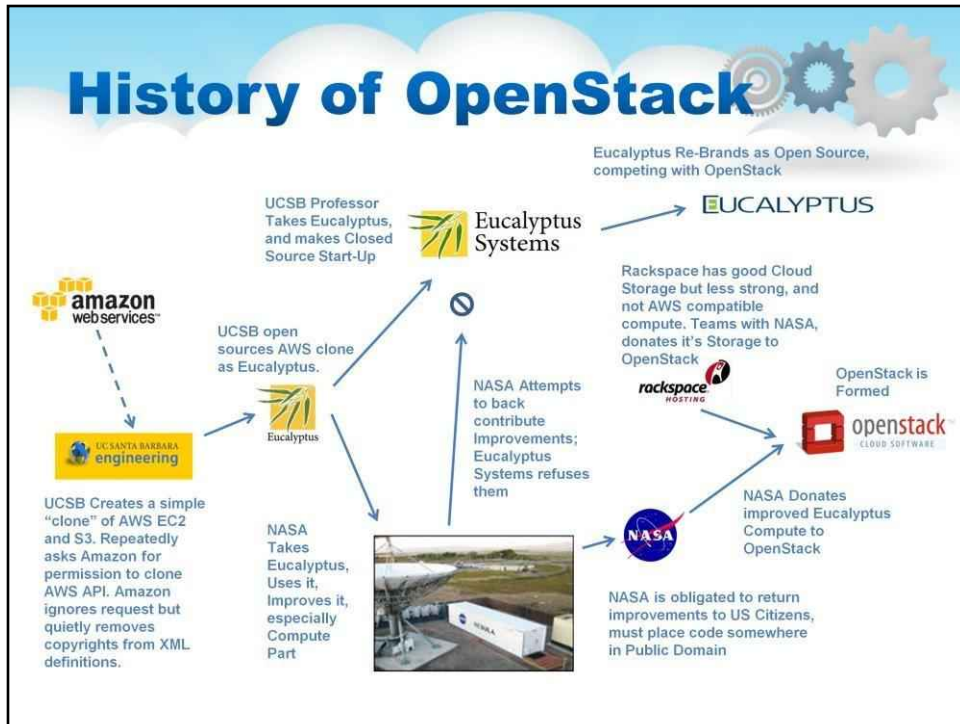 History of OpenStack
Eucalyptus Re-Brands as Open Source,
competing with OpenStack
EUCALYPTUS
UCSB Professor
Takes Eucalyptus,
and makes Closed
Source Start-Up
Eucalyptus
Systems
Rackspace has good Cloud
Storage but less strong, and
not AWS compatible
compute. Teams with NASA,
donates it's Storage to
OpenStack
rackspace
HOSTING
amazon
webservices™
UCSB open
sources AWS clone
as Eucalyptus.
Eucalyptus
NASA Attempts
to back
contribute
Improvements;
Eucalyptus
Systems refuses
them
OpenStack is
Formed
openstack™
CLOUD SOFTWARE
UC SANTA BARBARA
engineering
UCSB Creates a simple
“clone” of AWS EC2
and S3. Repeatedly
asks Amazon for
permission to clone
AWS API. Amazon
ignores request but
quietly removes
copyrights from XML
definitions.
NASA
Takes
Eucalyptus,
Uses it,
Improves it,
especially
Compute
Part
NASA
NASA Donates
improved Eucalyptus
Compute to
OpenStack
NASA is obligated to return
improvements to US Citizens,
must place code somewhere
in Public Domain